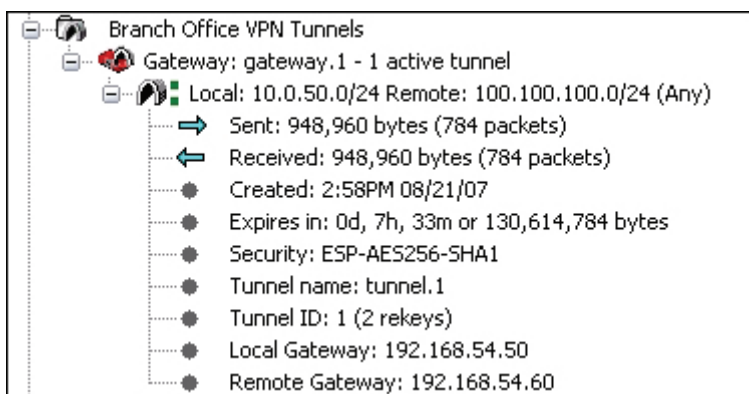 Branch Office VPN Tunnels
Gateway: gateway.1 - 1 active tunnel
Local: 10.0.50.0/24 Remote: 100.100.100.0/24 (Any)
Sent: 948,960 bytes (784 packets)
Received: 948,960 bytes (784 packets)
Created: 2:58PM 08/21/07
Expires in: 0d, 7h, 33m or 130,614,784 bytes
Security: ESP-AES256-SHA1
Tunnel name: tunnel.1
Tunnel ID: 1 (2 rekeys)
Local Gateway: 192.168.54.50
Remote Gateway: 192.168.54.60